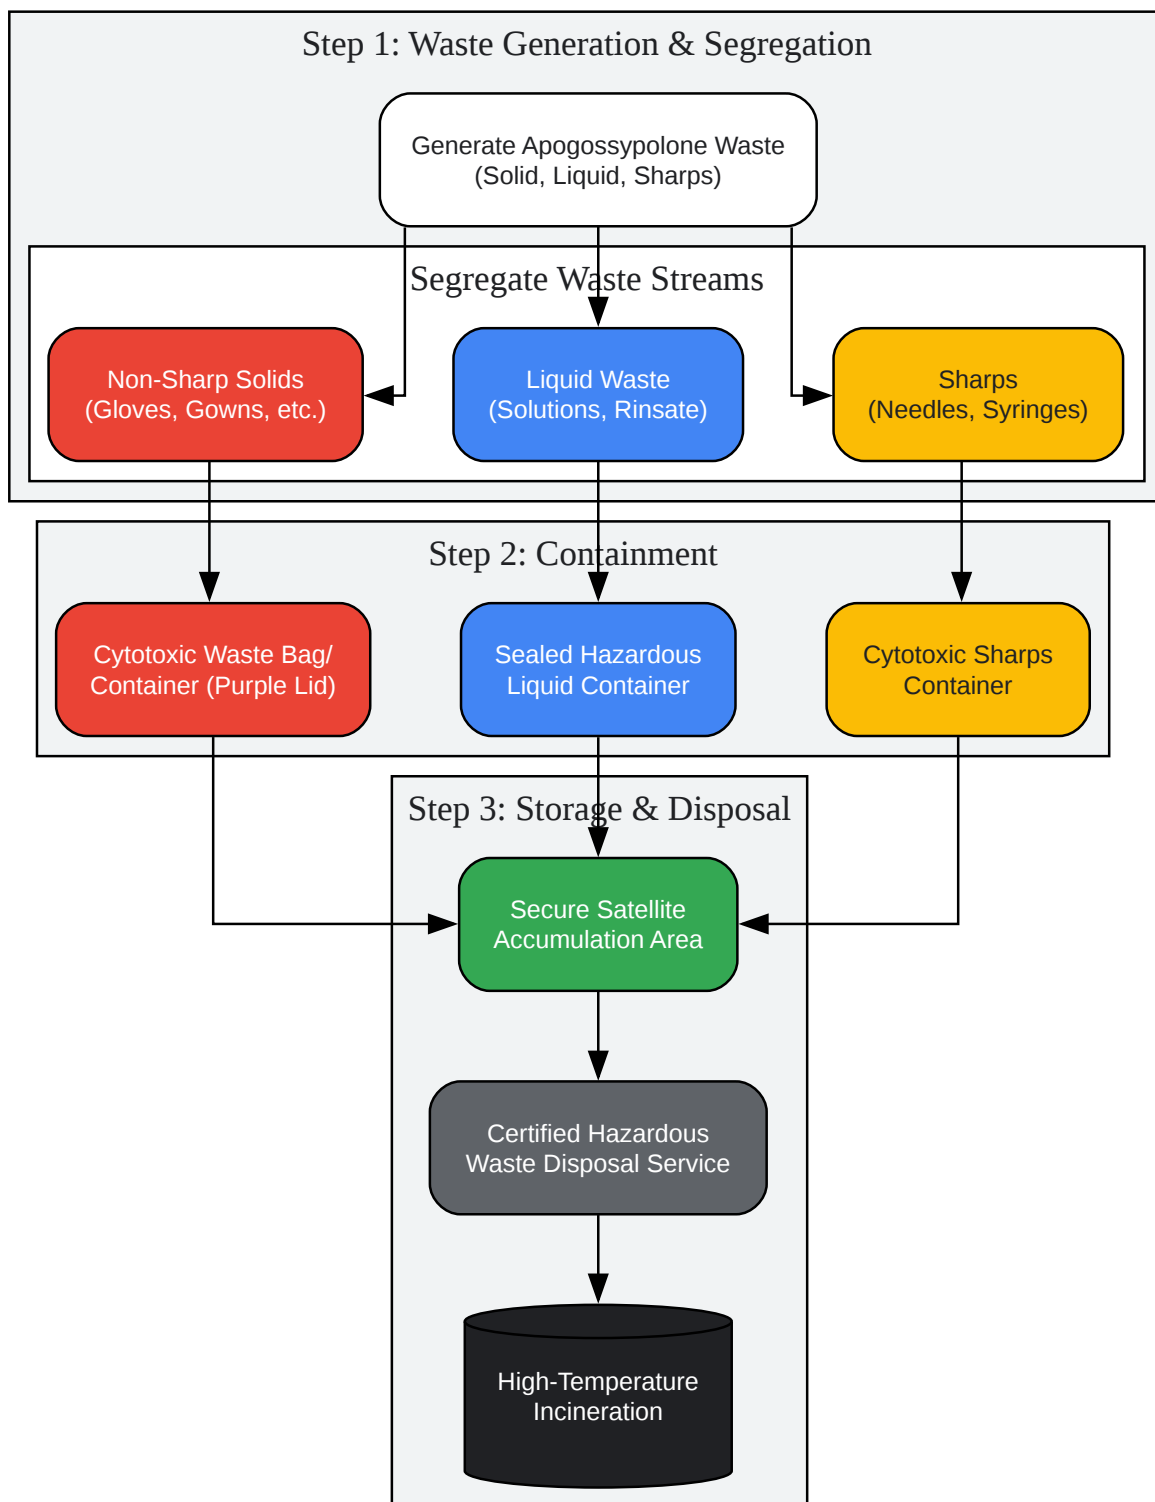 Step 1: Waste Generation & Segregation
Generate Apogossypolone Waste
(Solid, Liquid, Sharps)
Segregate Waste Streams
Non-Sharp Solids
(Gloves, Gowns, etc.)
Liquid Waste
(Solutions, Rinsate)
Sharps
(Needles, Syringes)
Step 2: Containment
Cytotoxic Waste Bag/
Container (Purple Lid)
Sealed Hazardous
Liquid Container
Cytotoxic Sharps
Container
Step 3: Storage & Disposal
Secure Satellite
Accumulation Area
Certified Hazardous
Waste Disposal Service
High-Temperature
Incineration